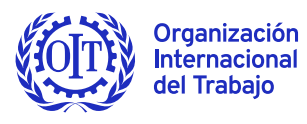 OIT
Organización
Internacional
del Trabajo